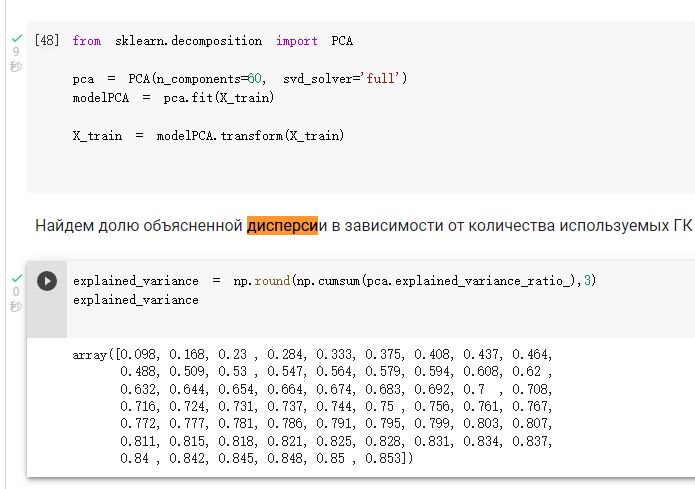 [48] from sklearn.decomposition import PCA
9
秒
pca = PCA(n_components=60, svd_solver='full')
modelPCA = pca.fit(X_train)
X_train = modelPCA.transform(X_train)
Найдем долю объясненной дисперсии в зависимости от количества используемых ГК
0
秒
explained_variance = np.round(np.cumsum(pca.explained_variance_ratio_),3)
explained_variance
array([0.098, 0.168, 0.23 , 0.284, 0.333, 0.375, 0.408, 0.437, 0.464,
0.488, 0.509, 0.53 , 0.547, 0.564, 0.579, 0.594, 0.608, 0.62 ,
0.632, 0.644, 0.654, 0.664, 0.674, 0.683, 0.692, 0.7 , 0.708,
0.716, 0.724, 0.731, 0.737, 0.744, 0.75 , 0.756, 0.761, 0.767,
0.772, 0.777, 0.781, 0.786, 0.791, 0.795, 0.799, 0.803, 0.807,
0.811, 0.815, 0.818, 0.821, 0.825, 0.828, 0.831, 0.834, 0.837,
0.84 , 0.842, 0.845, 0.848, 0.85 , 0.853])